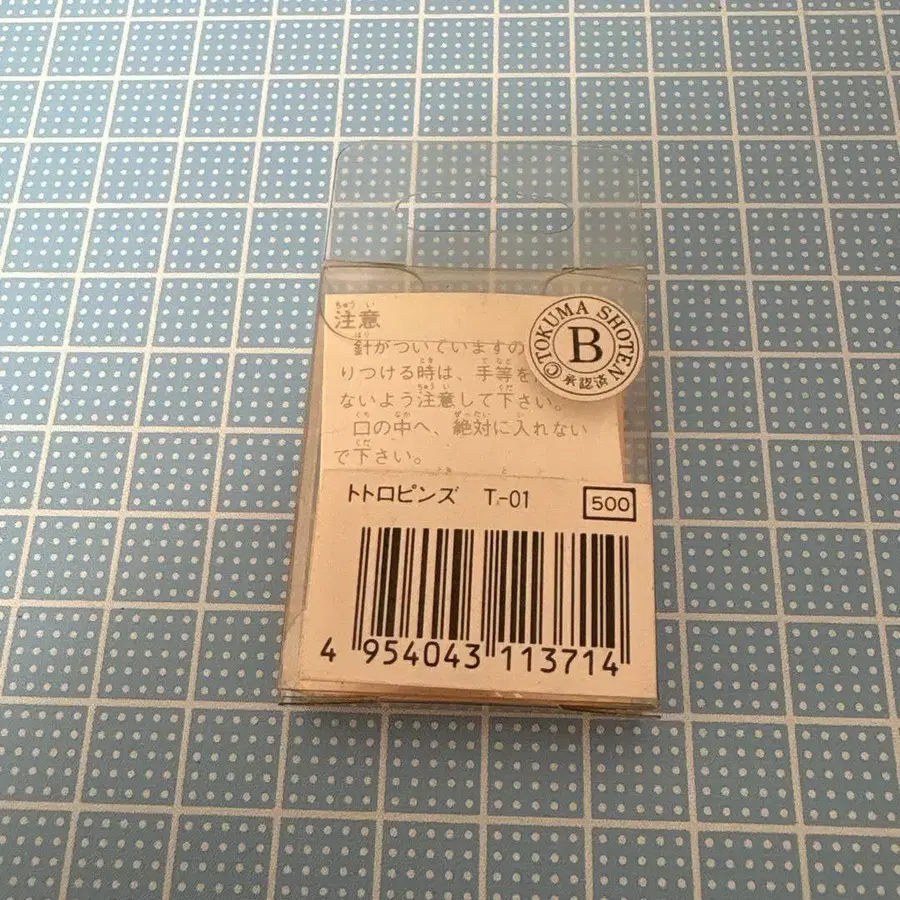 注意
針がついていますの
りつける時は、手等を
ないよう注意して下さい。
口の中へ、絶対に入れない
で下さい。
©TOKUMA SHOTEN
B
承認済
トトロピンズ T-01
500
4 954043 113714